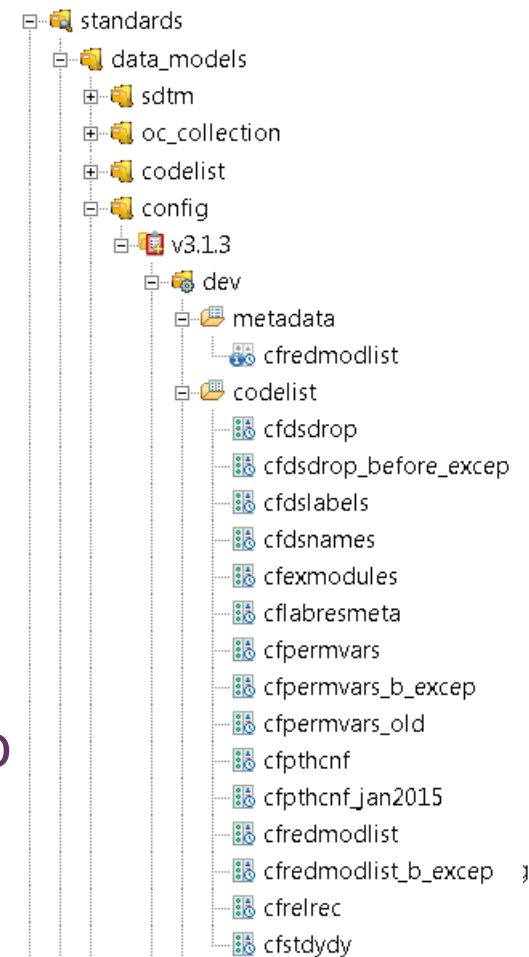 standards
data_models
sdtm
oc_collection
codelist
config
v3.1.3
dev
metadata
cfredmodlist
codelist
cfdsdrop
cfdsdrop_before_excep
cfdslabels
cfdsnames
cfexmodules
cflabresmeta
cfpermvars
cfpermvars_b_excep
cfpermvars_old
cfpthcnf
cfpthcnf_jan2015
cfredmodlist
cfredmodlist_b_excep
cfrelrec
cfstdydy